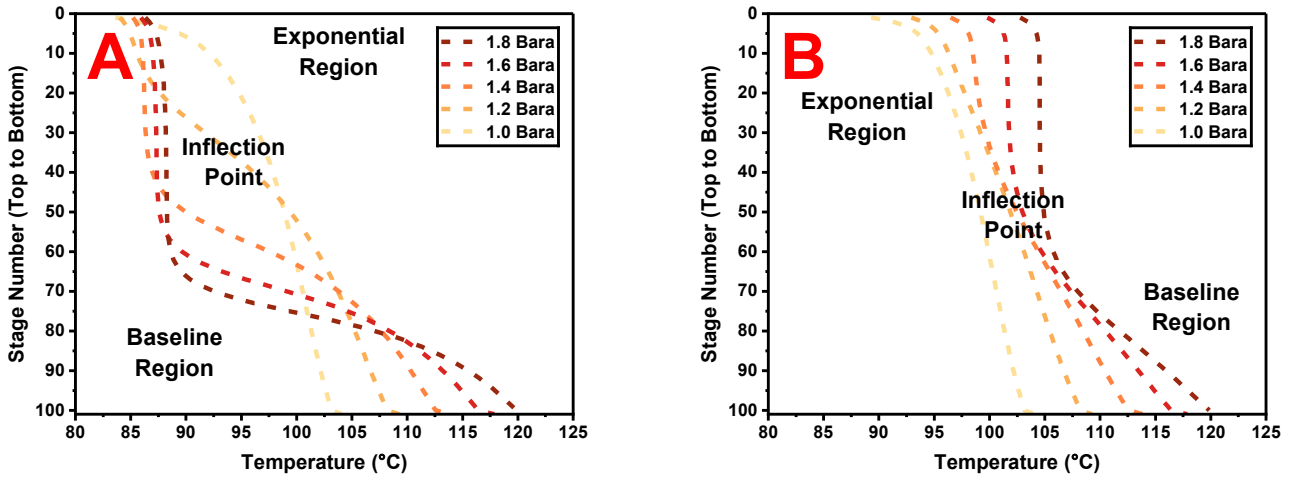 A
Exponential
Region
Inflection
Point
Baseline
Region
1.8 Bara
1.6 Bara
1.4 Bara
1.2 Bara
1.0 Bara
Stage Number (Top to Bottom)
0
10
20
30
40
50
60
70
80
90
100
80 85 90 95 100 105 110 115 120 125
Temperature (°C)
B
Exponential
Region
Inflection
Point
Baseline
Region
1.8 Bara
1.6 Bara
1.4 Bara
1.2 Bara
1.0 Bara
Stage Number (Top to Bottom)
0
10
20
30
40
50
60
70
80
90
100
80 85 90 95 100 105 110 115 120 125
Temperature (°C)